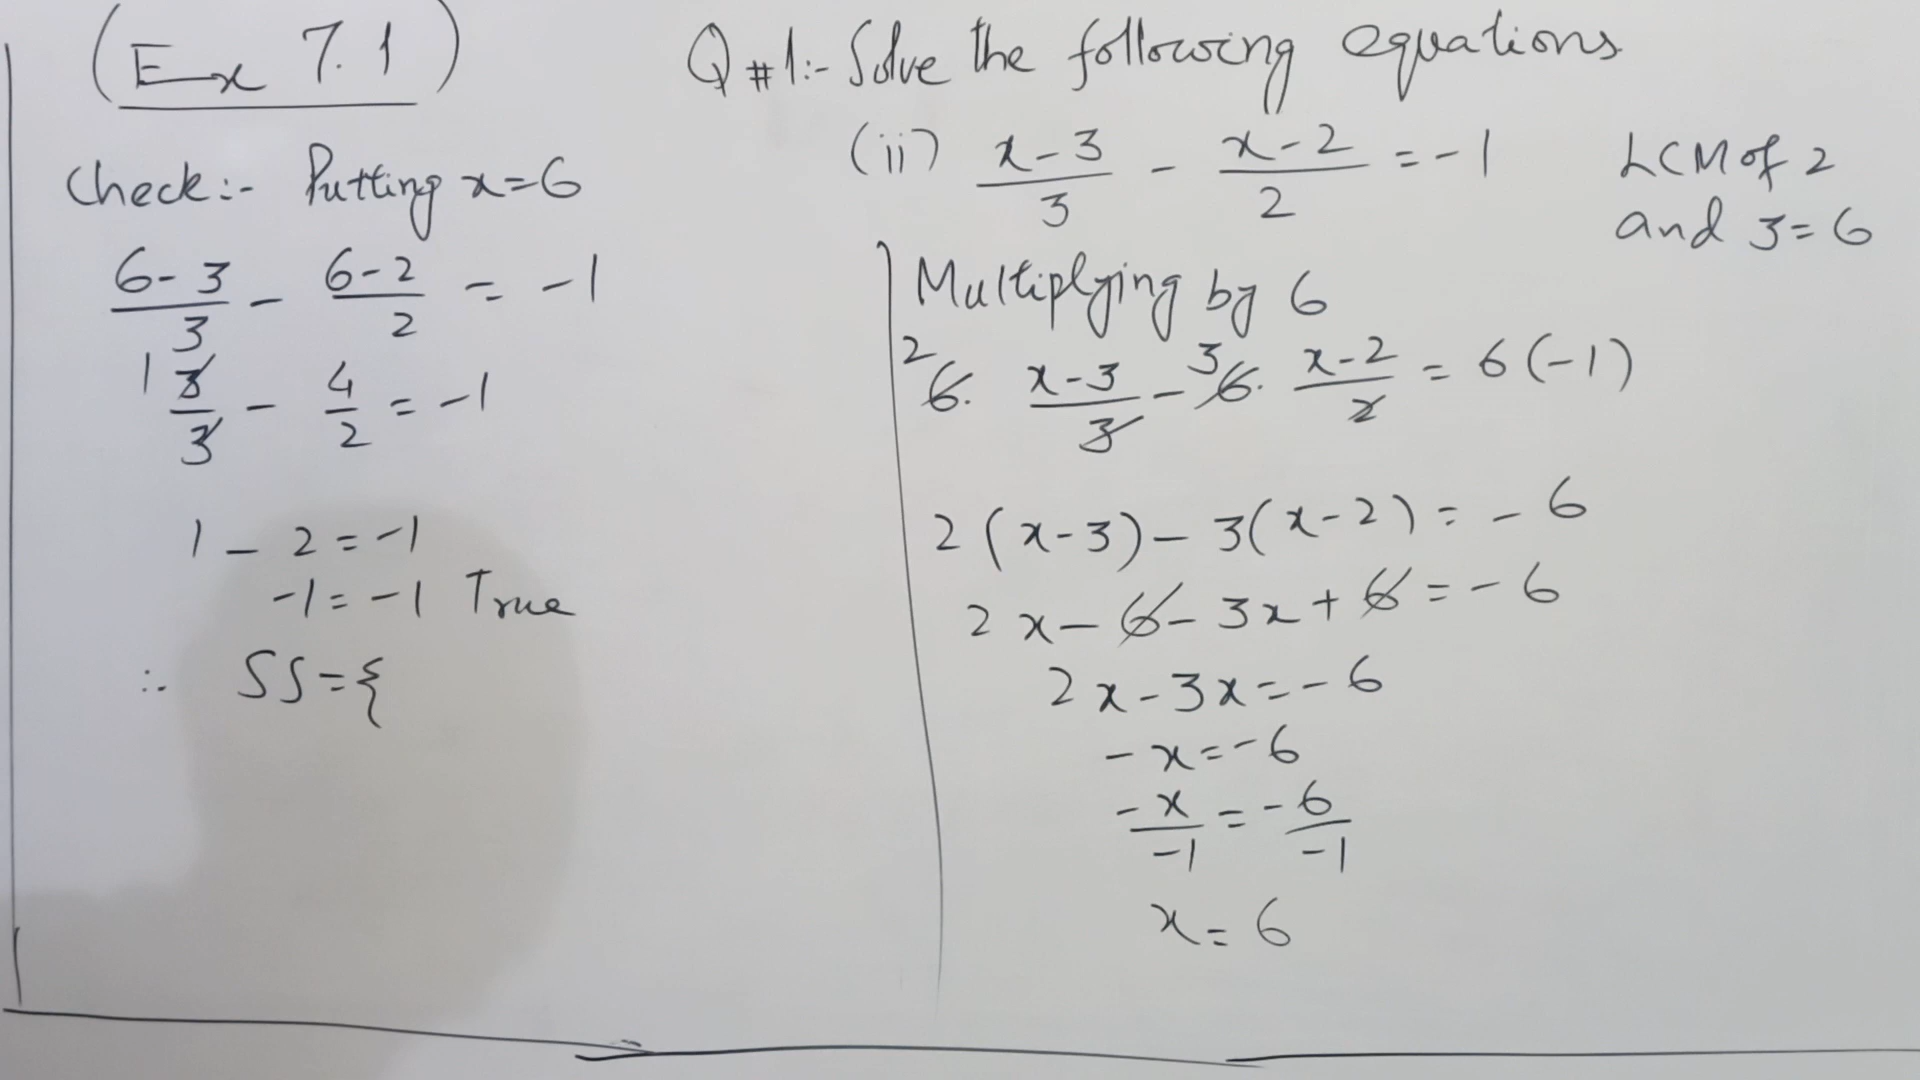 (Ex 7.1)
Q#1:- Solve the following equations
(ii) x-3/3 - x-2/2 = -1
LCM of 2
and 3=6
Multiplying by 6
2 6. x-3/3 - 3 6. x-2/2 = 6(-1)
2(x-3)-3(x-2)=-6
2x-6-3x+6=-6
2x-3x=-6
-x=-6
-x/-1=-6/-1
x=6
Check:- Putting x=6
6-3/3 - 6-2/2 = -1
1 3/3 - 4/2 = -1
1-2=-1
-1=-1 True
∴ SS={